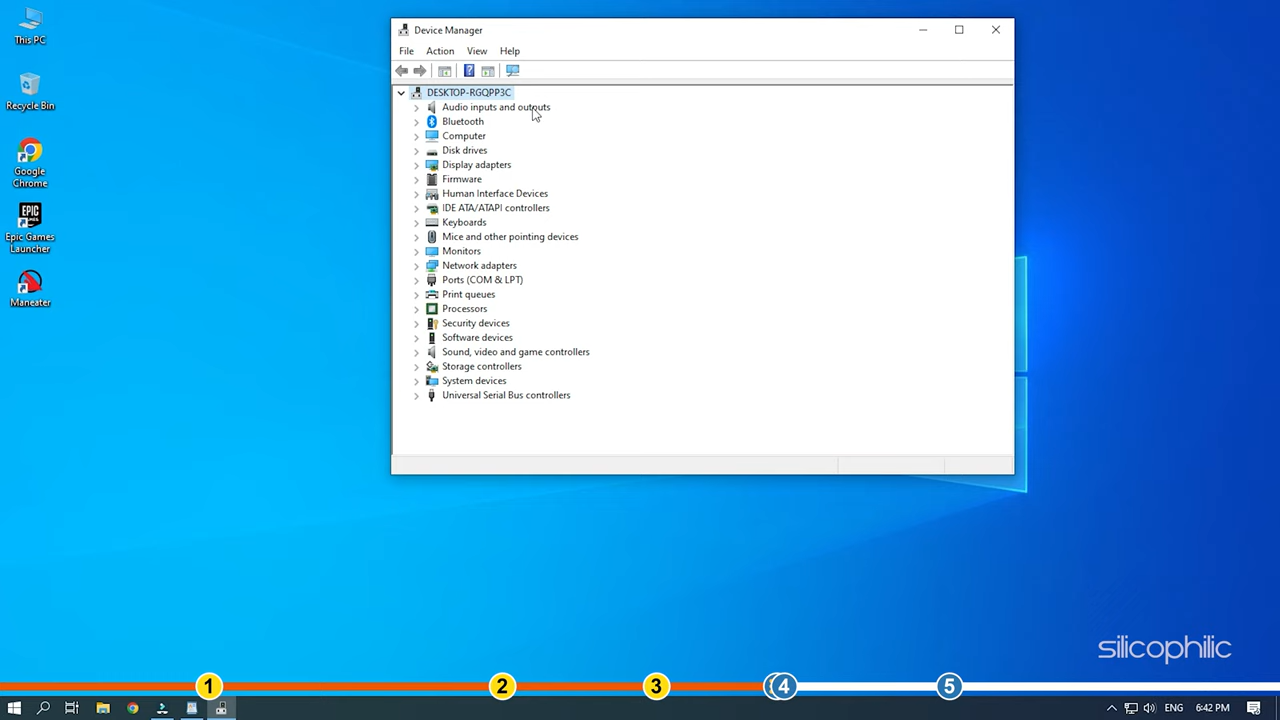 This PC
Recycle Bin
Google
Chrome
EPIC
GAMES
Epic Games
Launcher
Maneater
Device Manager
File Action View Help
DESKTOP-RGQPP3C
Audio inputs and outputs
Bluetooth
Computer
Disk drives
Display adapters
Firmware
Human Interface Devices
IDE ATA/ATAPI controllers
Keyboards
Mice and other pointing devices
Monitors
Network adapters
Ports (COM & LPT)
Print queues
Processors
Security devices
Software devices
Sound, video and game controllers
Storage controllers
System devices
Universal Serial Bus controllers
silicophilic
1 2 3 4 5
ENG 6:42 PM